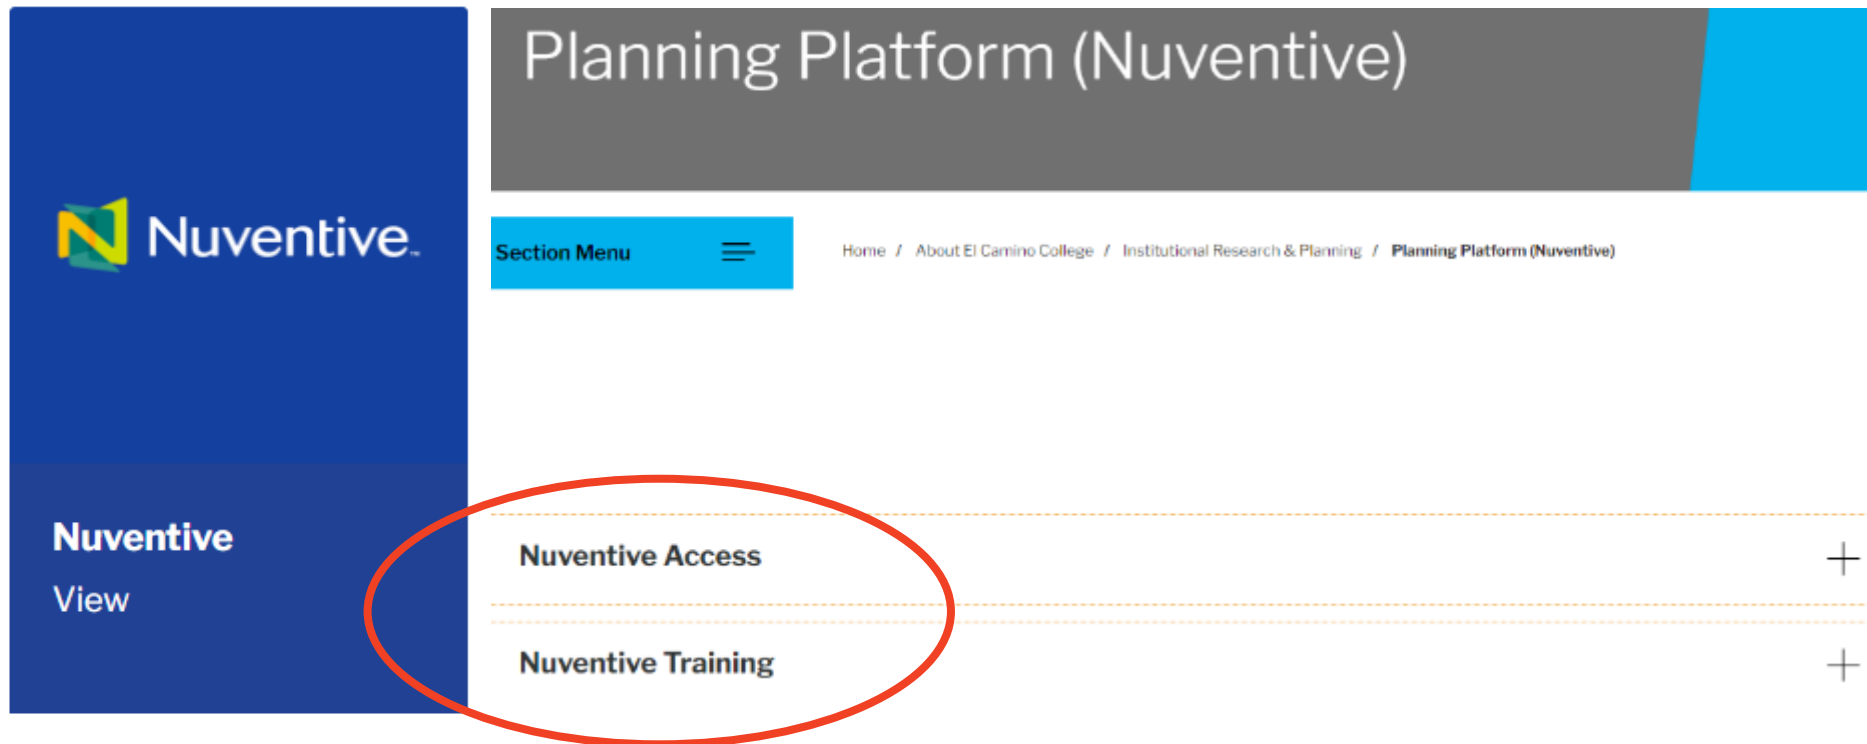 Nuventive™
Nuventive
View
Planning Platform (Nuventive)
Section Menu
Home / About El Camino College / Institutional Research & Planning / Planning Platform (Nuventive)
Nuventive Access
Nuventive Training